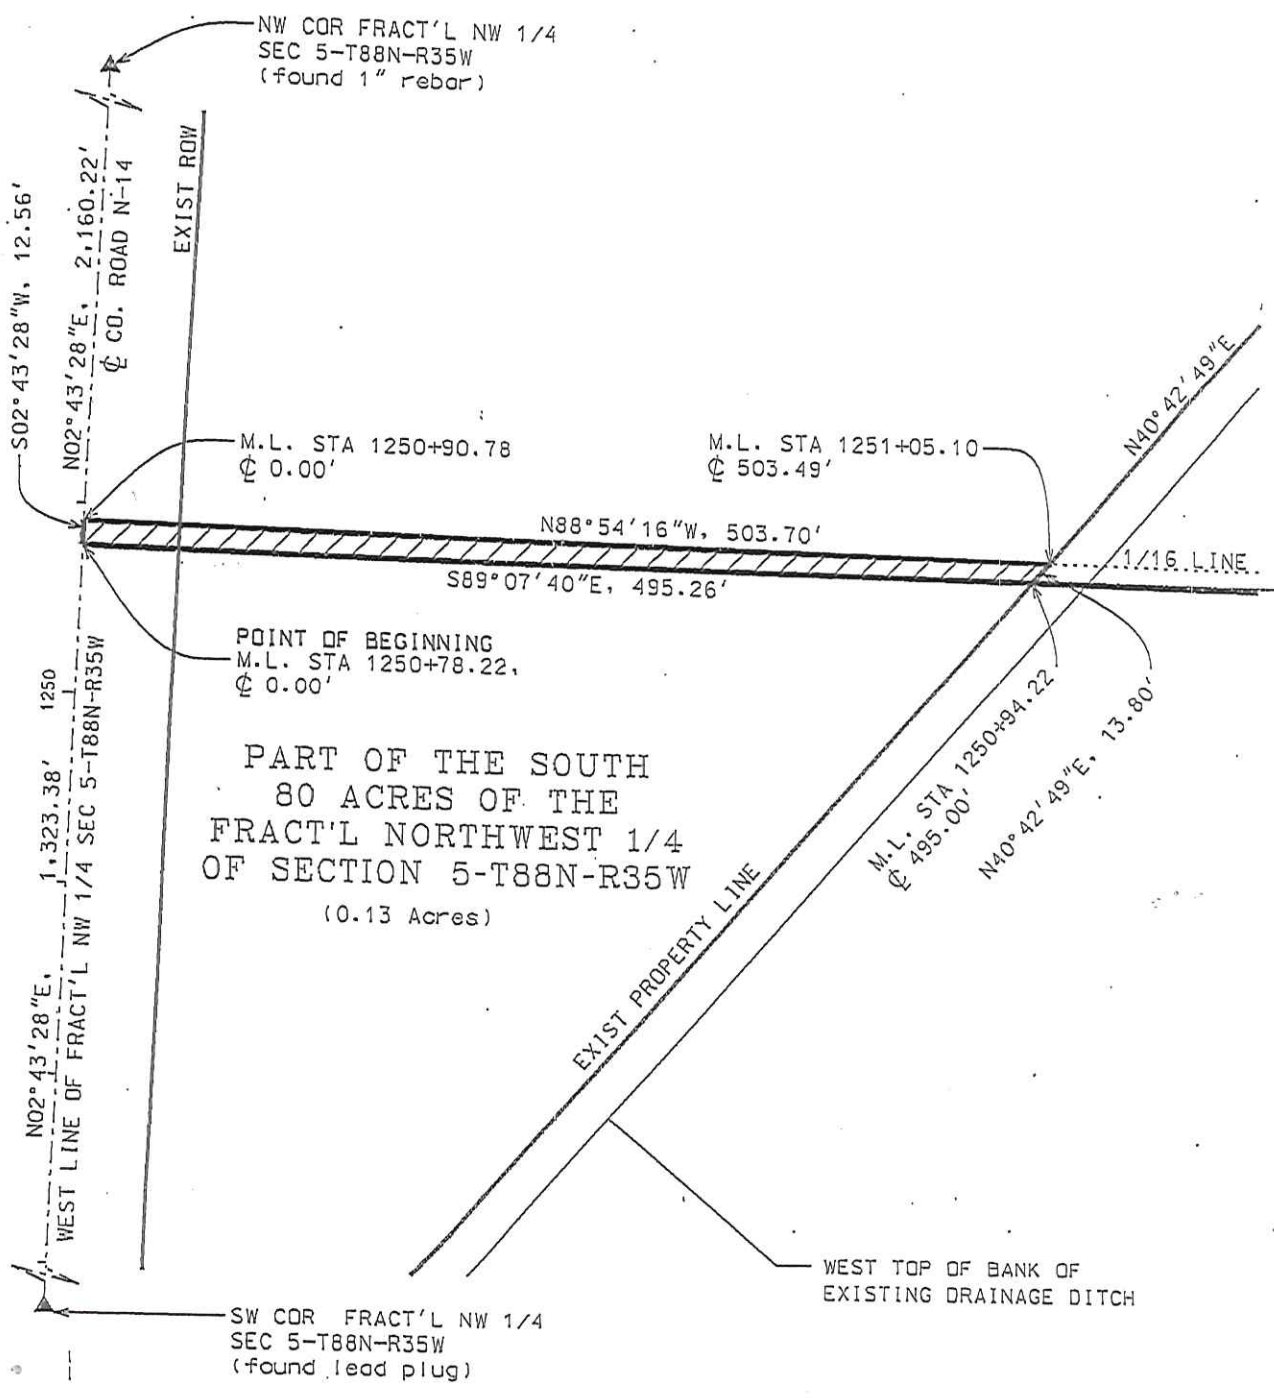 NW COR FRACT'L NW 1/4
SEC 5-T88N-R35W
(found 1" rebar)
S02°43'28"W, 12.56'
N02°43'28"E, 2,160.22'
℄ CO. ROAD N-14
EXIST ROW
M.L. STA 1250+90.78
℄ 0.00'
M.L. STA 1251+05.10
℄ 503.49'
N40°42'49"E
N88°54'16"W, 503.70'
1/16 LINE
S89°07'40"E, 495.26'
POINT OF BEGINNING
M.L. STA 1250+78.22,
℄ 0.00'
1250
PART OF THE SOUTH
80 ACRES OF THE
FRACT'L NORTHWEST 1/4
OF SECTION 5-T88N-R35W
(0.13 Acres)
M.L. STA 1250+94.22
℄ 495.00'
N40°42'49"E, 13.80'
N02°43'28"E, 1,323.38'
WEST LINE OF FRACT'L NW 1/4 SEC 5-T88N-R35W
EXIST PROPERTY LINE
WEST TOP OF BANK OF
EXISTING DRAINAGE DITCH
SW COR FRACT'L NW 1/4
SEC 5-T88N-R35W
(found lead plug)